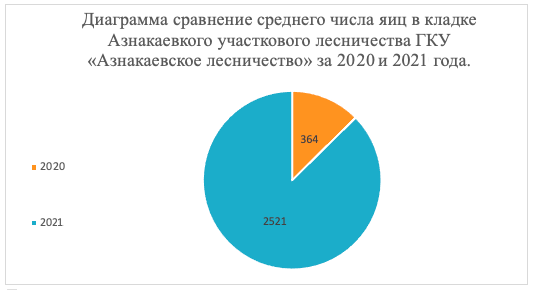 Диаграмма сравнение среднего числа яиц в кладке
Азнакаевкого участкового лесничества ГКУ
«Азнакаевское лесничество» за 2020 и 2021 года.
364
2020
2021
2521